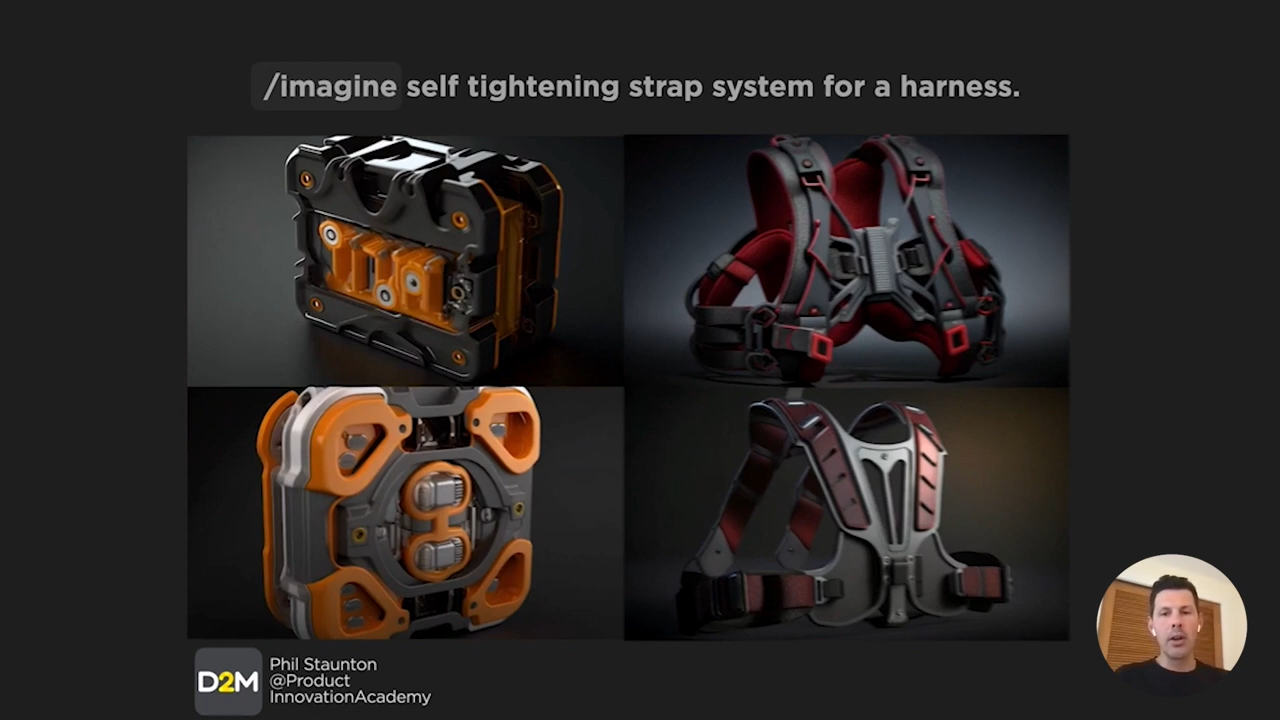 /imagine self tightening strap system for a harness.
D2M
Phil Staunton
@Product
InnovationAcademy